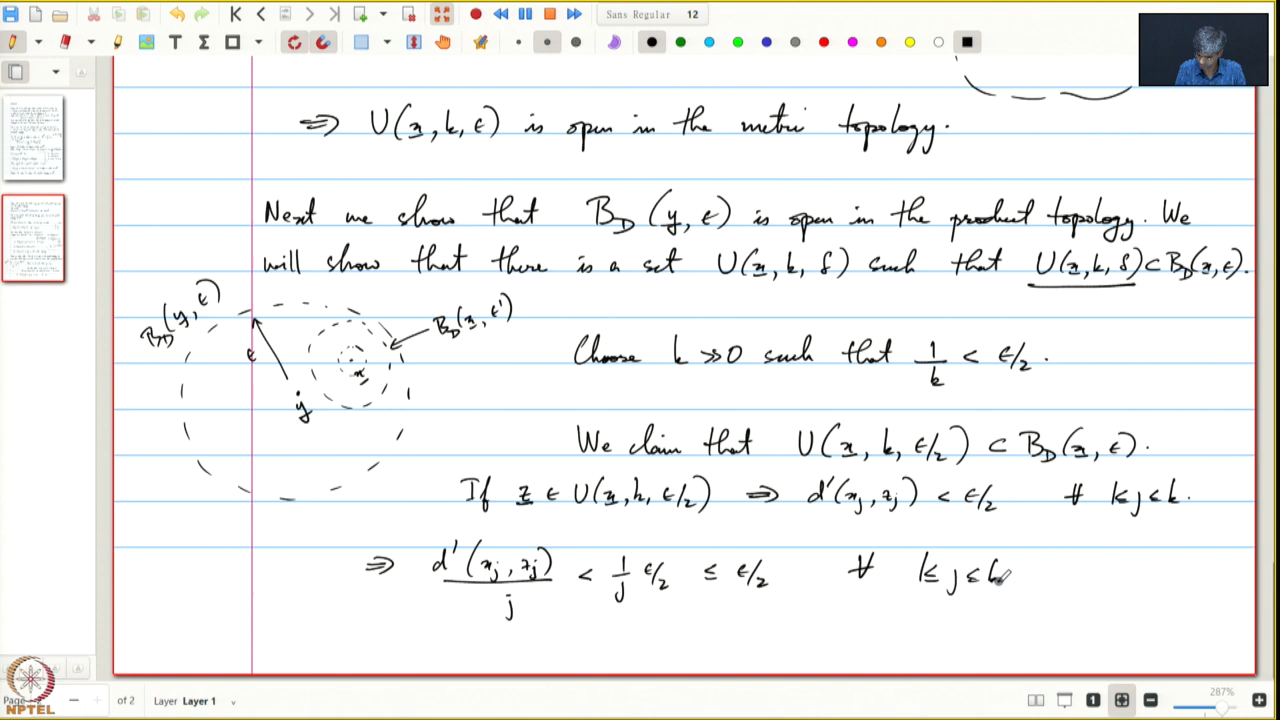 Sans Regular 12
⇒ U(x, k, ε) is open in the metric topology.
Next we show that B_D (y, ε) is open in the product topology. We
will show that there is a set U(x, k, δ) such that U(x, k, δ) ⊂ B_D(x, ε).
B_D(y, ε)
B_D(x, ε')
ε
x
y
Choose k ≫ 0 such that 1/k < ε/2 .
We claim that U(x, k, ε/2) ⊂ B_D(x, ε).
If z ∈ U(x, k, ε/2) ⇒ d'(x_j, z_j) < ε/2 ∀ 1≤ j ≤ k.
⇒ d'(x_j, z_j)/j < 1/j ε/2 ≤ ε/2 ∀ 1≤ j ≤ k
NPTEL
Page
of 2
Layer Layer 1
287%